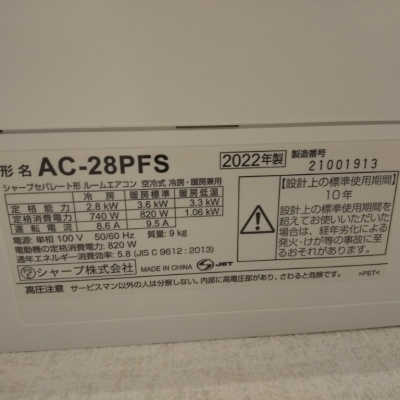 形名 AC-28PFS 2022年製 製造番号 21001913
シャープセパレート形 ルームエアコン 空冷式 冷房・暖房兼用
冷房 暖房標準 暖房低温
定格能力 2.8 kW 3.6 kW 3.3 kW
定格消費電力 740 W 820 W 1.06 kW
運転電流 8.6 A 9.5 A
電源: 単相 100 V 50/60 Hz 質量: 9 kg
電動機の定格消費電力: 820 W
通年エネルギー消費効率: 5.8 (JIS C 9612 : 2013)
シャープ株式会社 MADE IN CHINA S JET
高圧注意 サービスマン以外の人は分解しない。内部に高電圧部があり、さわると危険です。
【設計上の標準使用期間】
10年
設計上の標準使用期間を
超えてお使いいただいた
場合は、経年劣化による
発火・けが等の事故に至
るおそれがあります。
>PET<